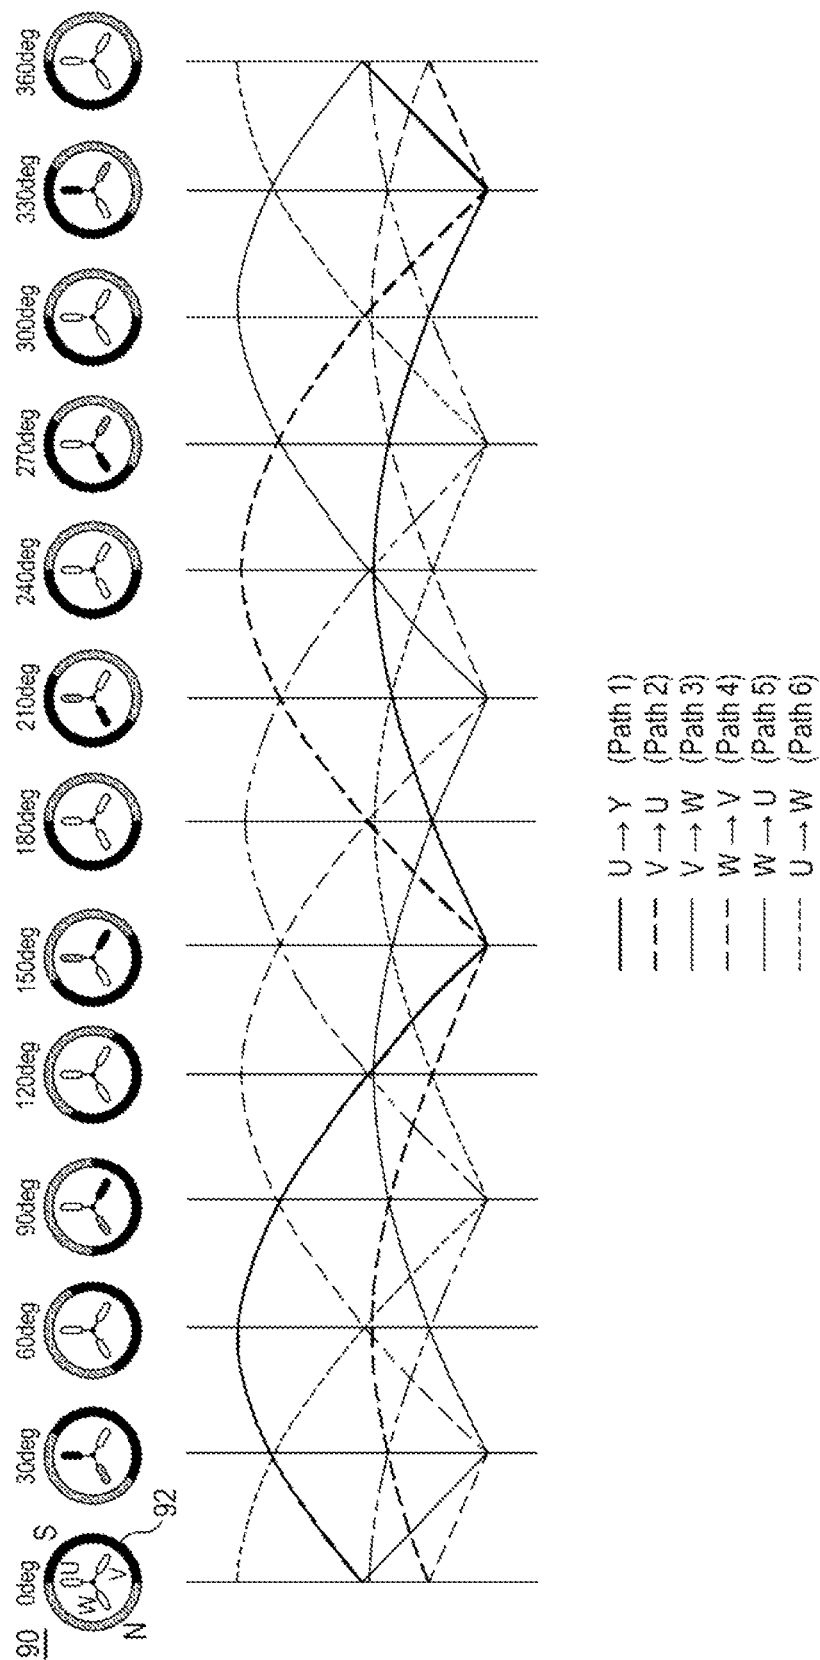 90
0deg 30deg 60deg 90deg 120deg 150deg 180deg 210deg 240deg 270deg 300deg 330deg 360deg
S
U
W V
N
92
U → Y (Path 1)
V → U (Path 2)
V → W (Path 3)
W → V (Path 4)
W → U (Path 5)
U → W (Path 6)